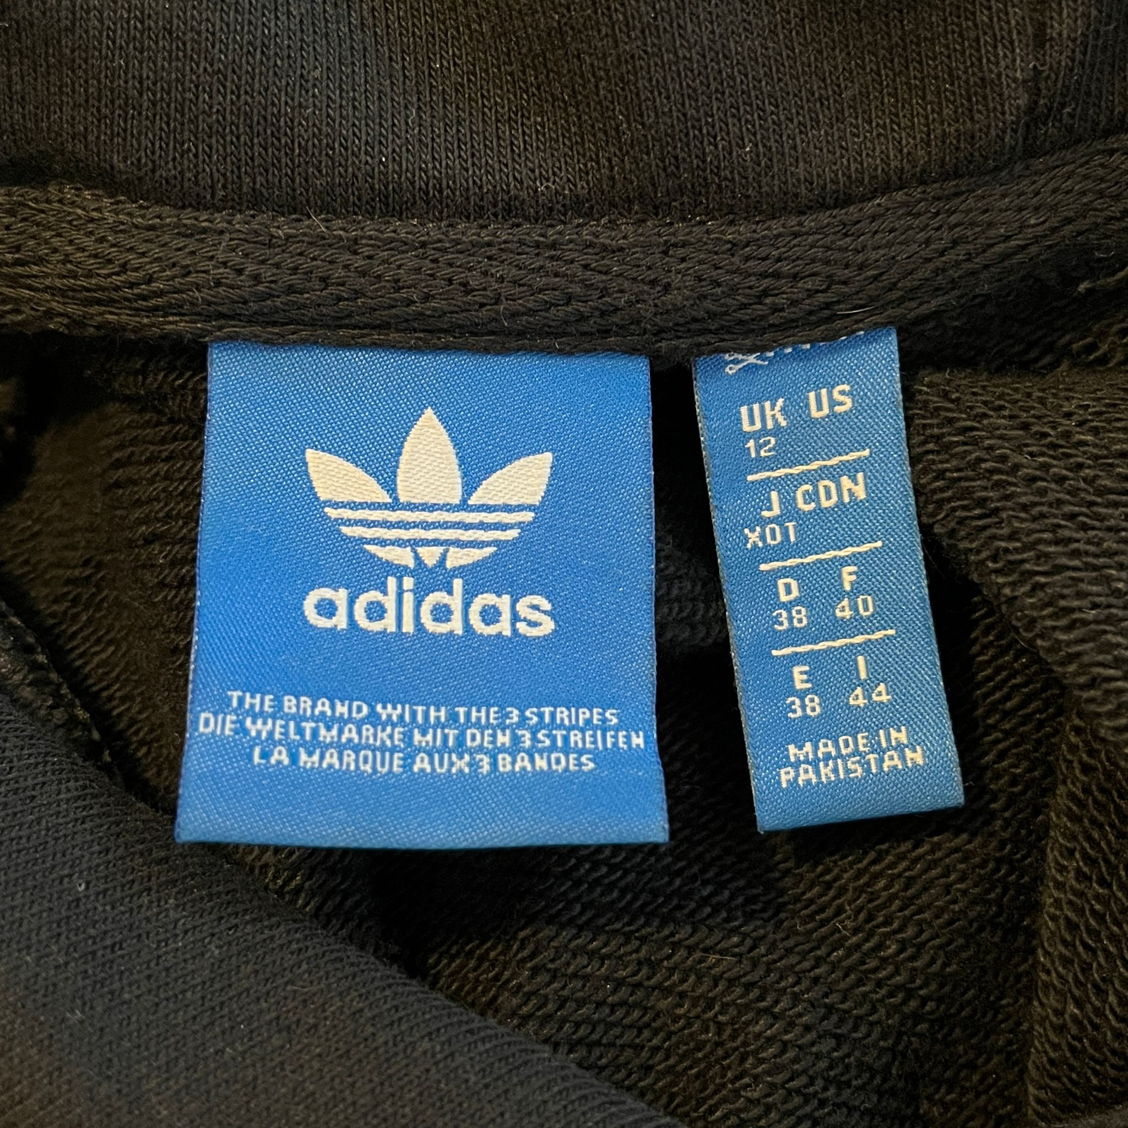 adidas
THE BRAND WITH THE 3 STRIPES
DIE WELTMARKE MIT DEN 3 STREIFEN
LA MARQUE AUX 3 BANDES
UK US
12
J CDN
XOT
D F
38 40
E I
38 44
MADE IN
PAKISTAN